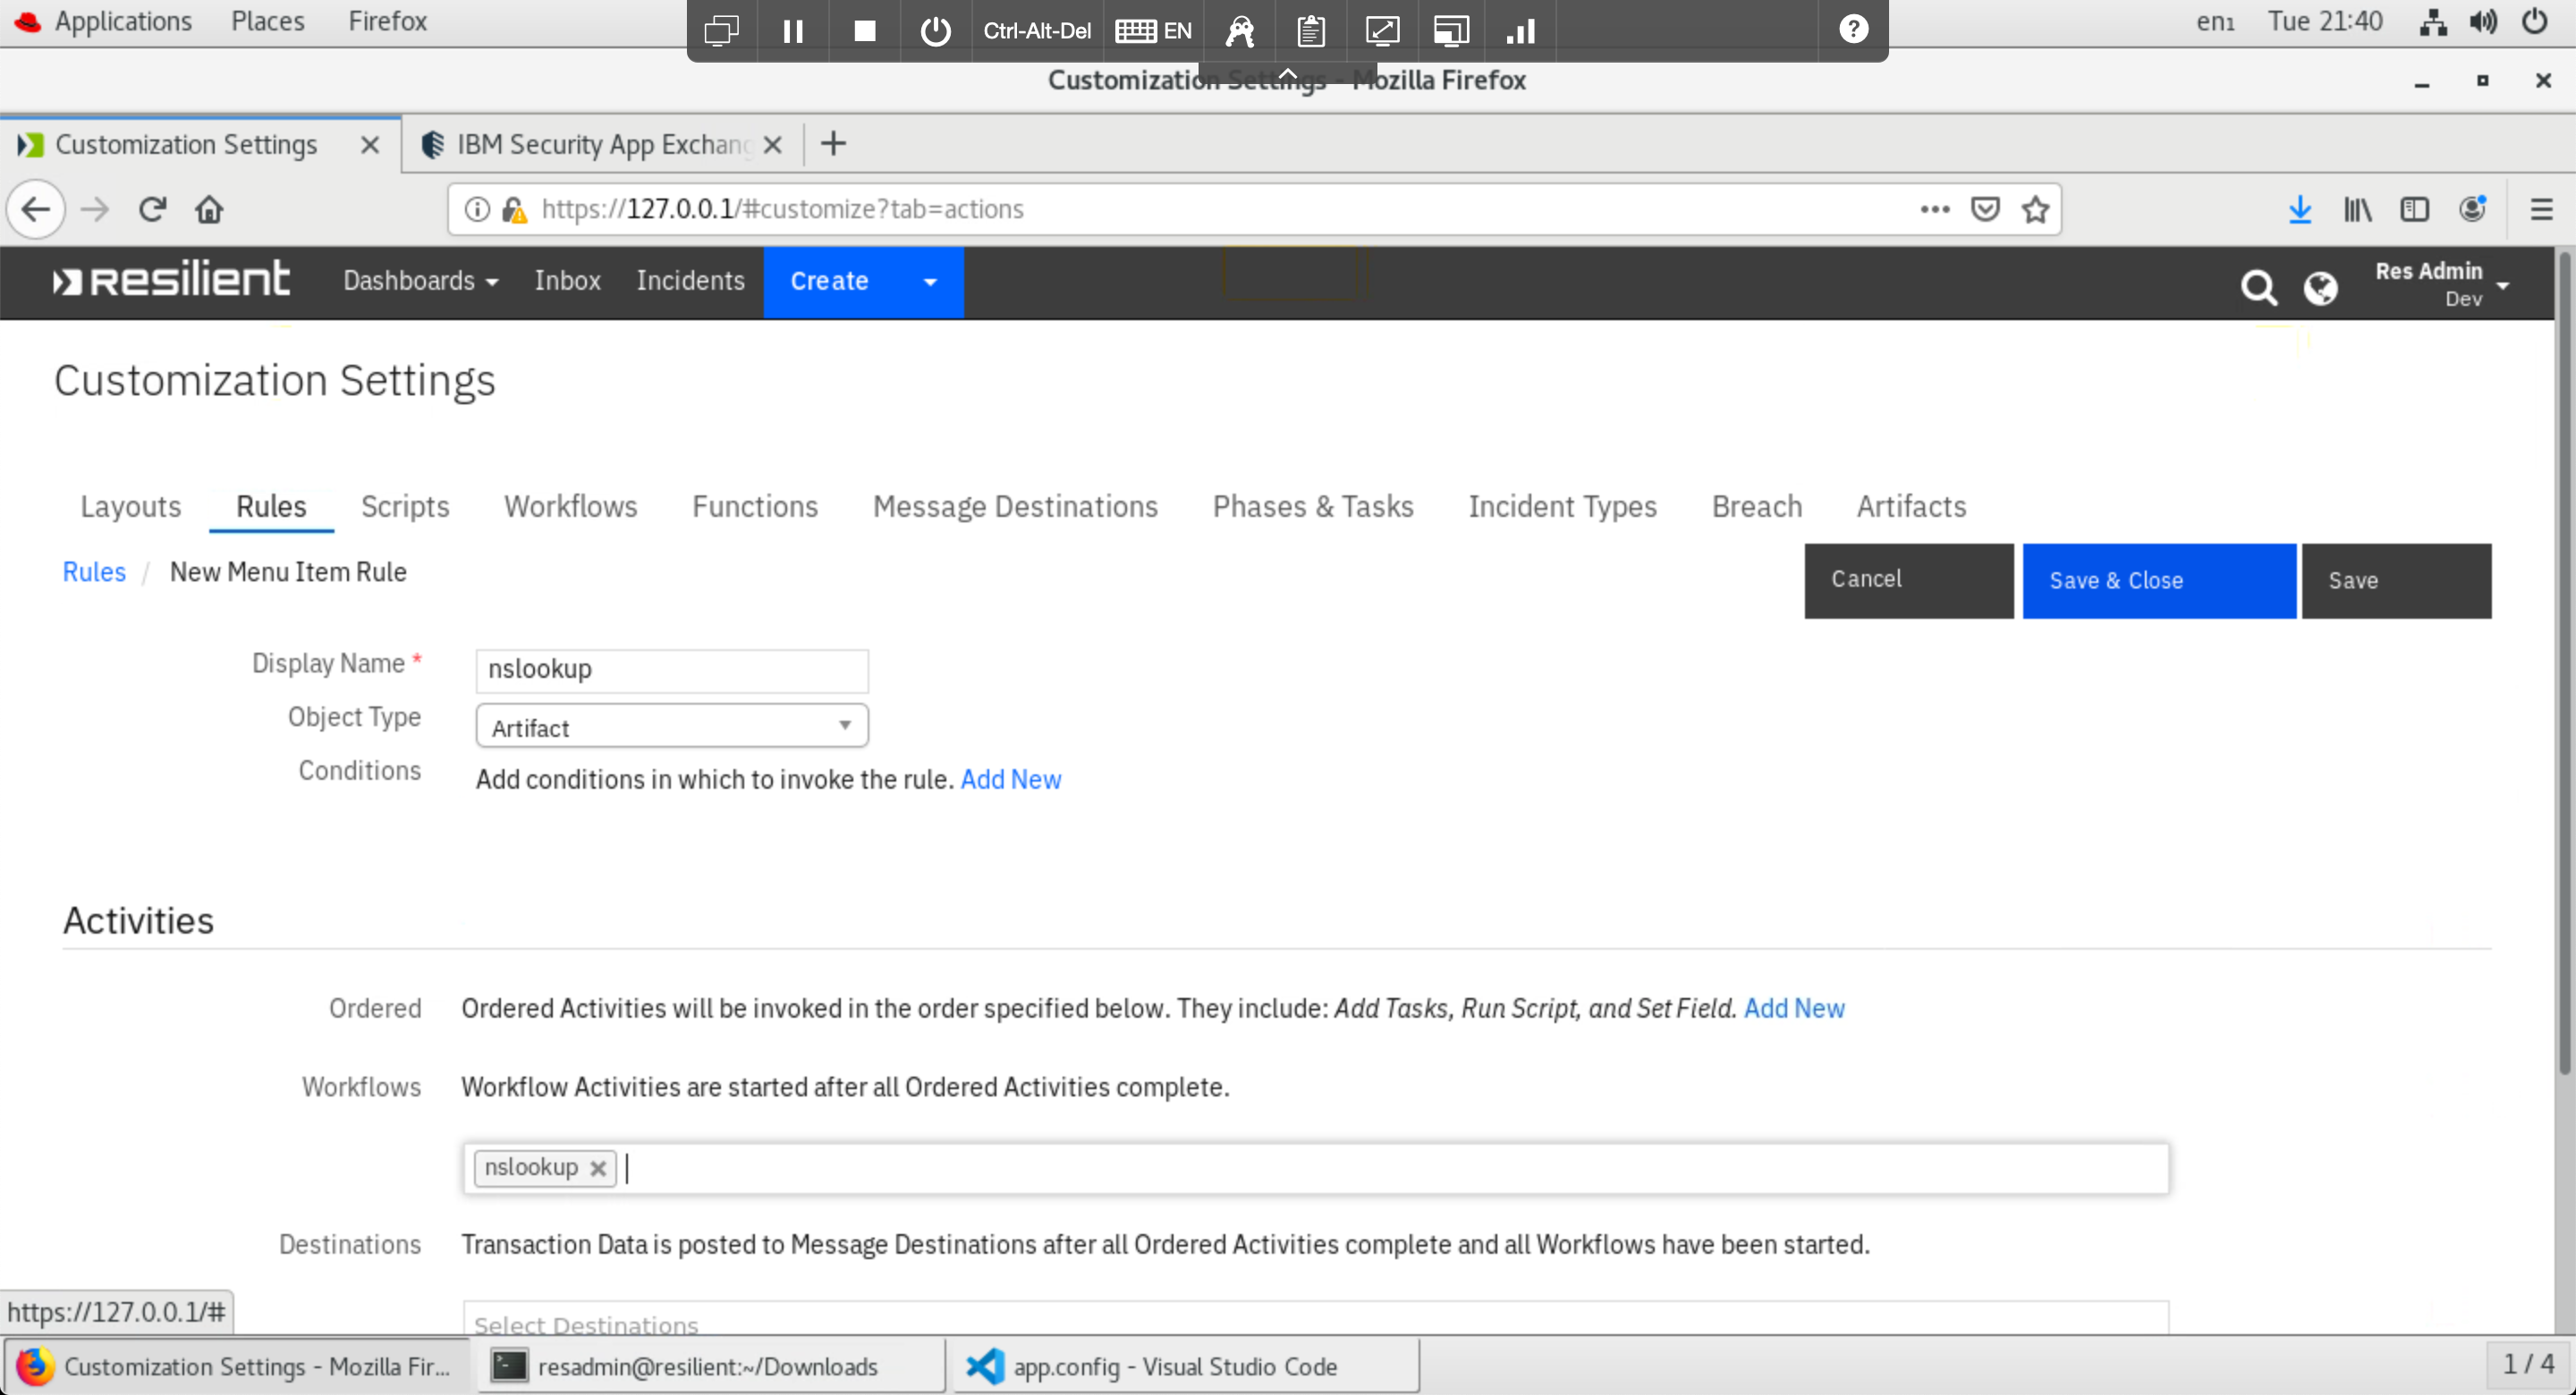 Applications Places Firefox
Ctrl-Alt-Del EN
en₁ Tue 21:40
Customization Settings - Mozilla Firefox
Customization Settings
IBM Security App Exchang
https://127.0.0.1/#customize?tab=actions
Resilient Dashboards Inbox Incidents Create
Res Admin
Dev
Customization Settings
Layouts Rules Scripts Workflows Functions Message Destinations Phases & Tasks Incident Types Breach Artifacts
Rules / New Menu Item Rule
Cancel Save & Close Save
Display Name * nslookup
Object Type Artifact
Conditions Add conditions in which to invoke the rule. Add New
Activities
Ordered Ordered Activities will be invoked in the order specified below. They include: Add Tasks, Run Script, and Set Field. Add New
Workflows Workflow Activities are started after all Ordered Activities complete.
nslookup
Destinations Transaction Data is posted to Message Destinations after all Ordered Activities complete and all Workflows have been started.
https://127.0.0.1/#
Select Destinations
Customization Settings - Mozilla Fir... resadmin@resilient:~/Downloads app.config - Visual Studio Code 1 / 4